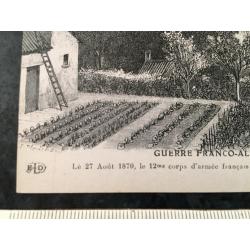 GUERRE FRANCO-AL
Le 27 Août 1870, le 12me corps d'armée français
ELD